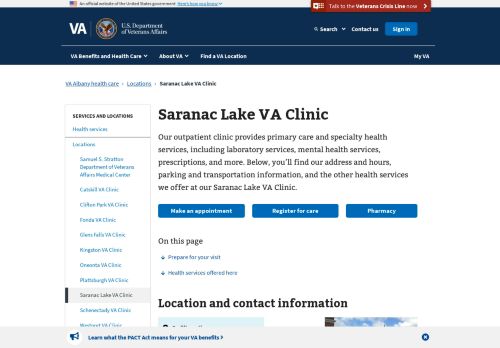 An official website of the United States government Here's how you know
Talk to the Veterans Crisis Line now
VA
U.S. Department
of Veterans Affairs
Search
Contact us
Sign in
VA Benefits and Health Care
About VA
Find a VA Location
My VA
VA Albany health care
Locations
Saranac Lake VA Clinic
SERVICES AND LOCATIONS
Health services
Locations
Samuel S. Stratton
Department of Veterans
Affairs Medical Center
Catskill VA Clinic
Clifton Park VA Clinic
Fonda VA Clinic
Glens Falls VA Clinic
Kingston VA Clinic
Oneonta VA Clinic
Plattsburgh VA Clinic
Saranac Lake VA Clinic
Schenectady VA Clinic
Saranac Lake VA Clinic
Our outpatient clinic provides primary care and specialty health
services, including laboratory services, mental health services,
prescriptions, and more. Below, you'll find our address and hours,
parking and transportation information, and the other health services
we offer at our Saranac Lake VA Clinic.
Make an appointment
Register for care
Pharmacy
On this page
Prepare for your visit
Health services offered here
Location and contact information
Learn what the PACT Act means for your VA benefits